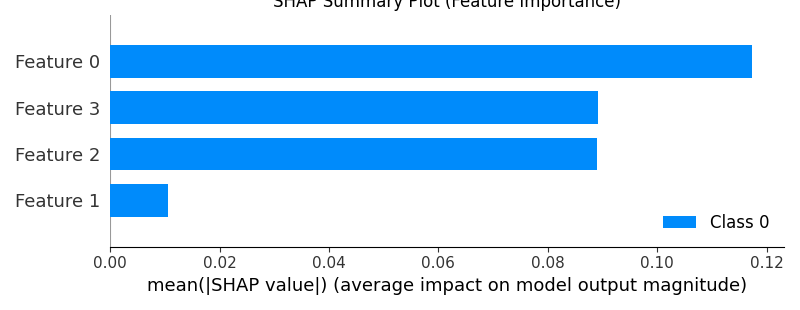 SHAP Summary Plot (Feature Importance)
Feature 0
Feature 3
Feature 2
Feature 1
Class 0
0.00 0.02 0.04 0.06 0.08 0.10 0.12
mean(|SHAP value|) (average impact on model output magnitude)